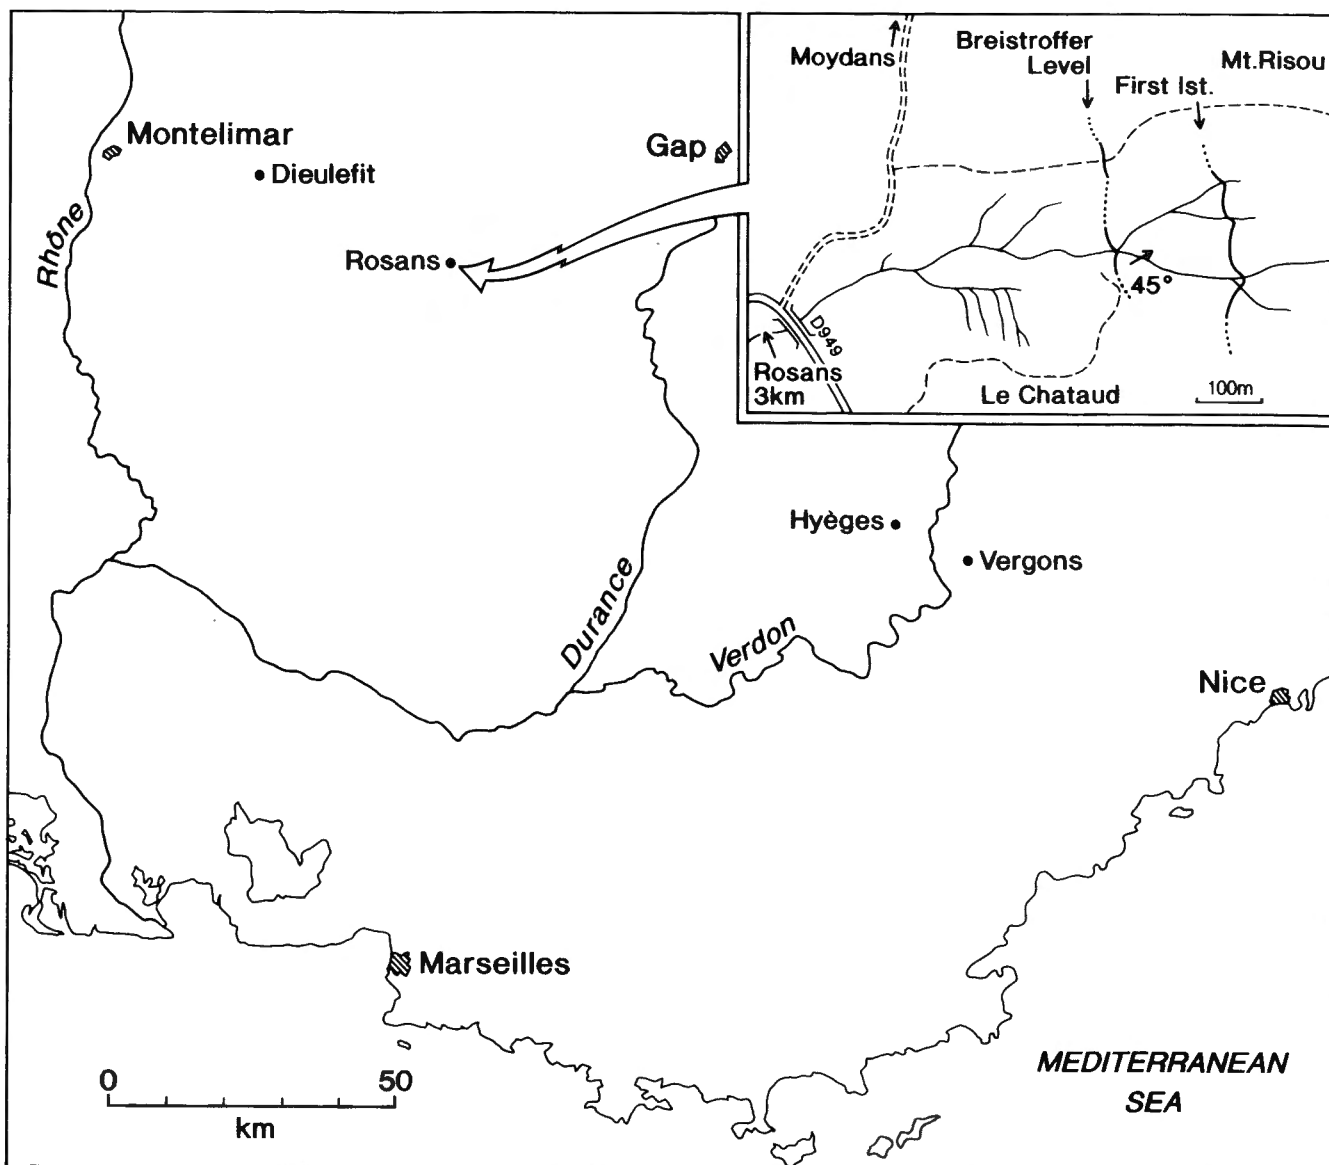 Moydans
Breistroffer
Level
Mt.Risou
First Ist.
Montelimar
Gap
Dieulefit
Rhône
Rosans
45°
D949
Rosans
3km
Le Chataud
100m
Hyèges
Vergons
Durance
Verdon
Nice
Marseilles
0 50
km
MEDITERRANEAN
SEA